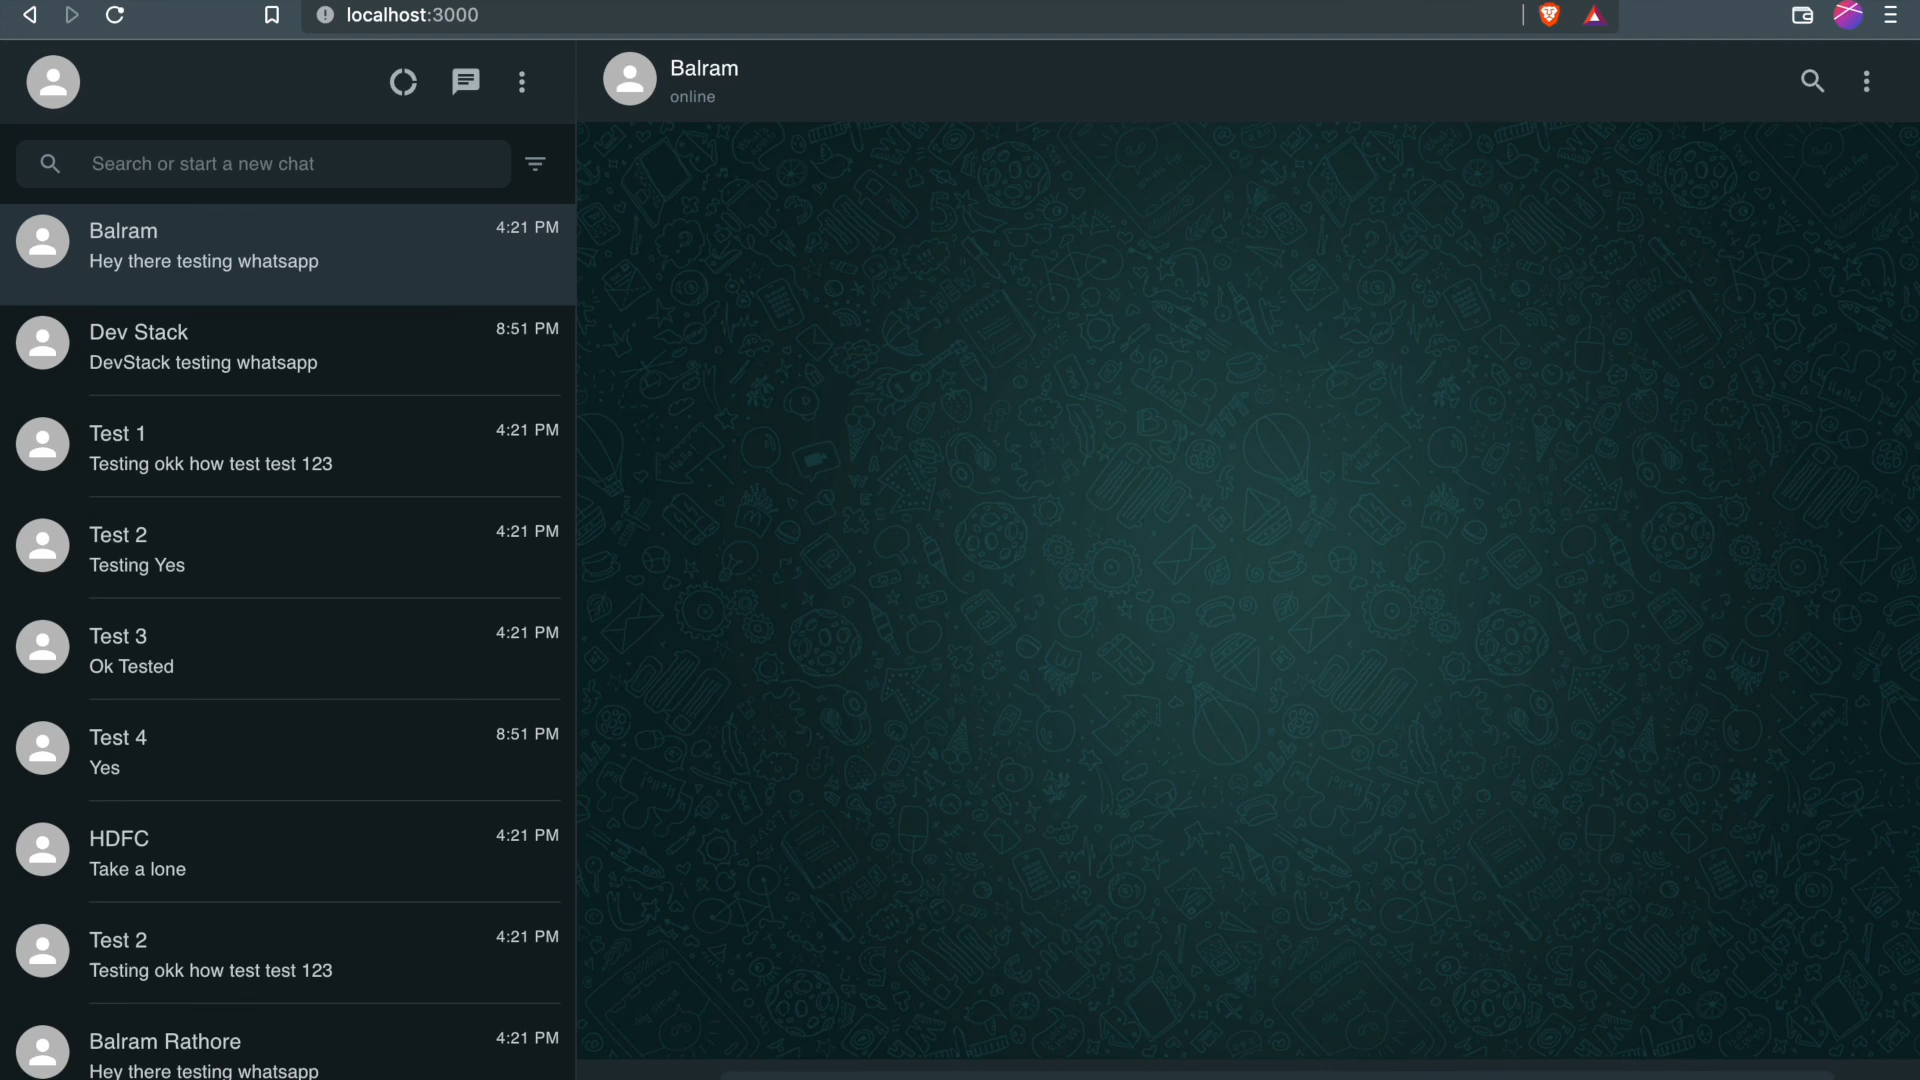 localhost:3000
Balram
online
Search or start a new chat
Balram
4:21 PM
Hey there testing whatsapp
Dev Stack
8:51 PM
DevStack testing whatsapp
Test 1
4:21 PM
Testing okk how test test 123
Test 2
4:21 PM
Testing Yes
Test 3
4:21 PM
Ok Tested
Test 4
8:51 PM
Yes
HDFC
4:21 PM
Take a lone
Test 2
4:21 PM
Testing okk how test test 123
Balram Rathore
4:21 PM
Hey there testing whatsapp